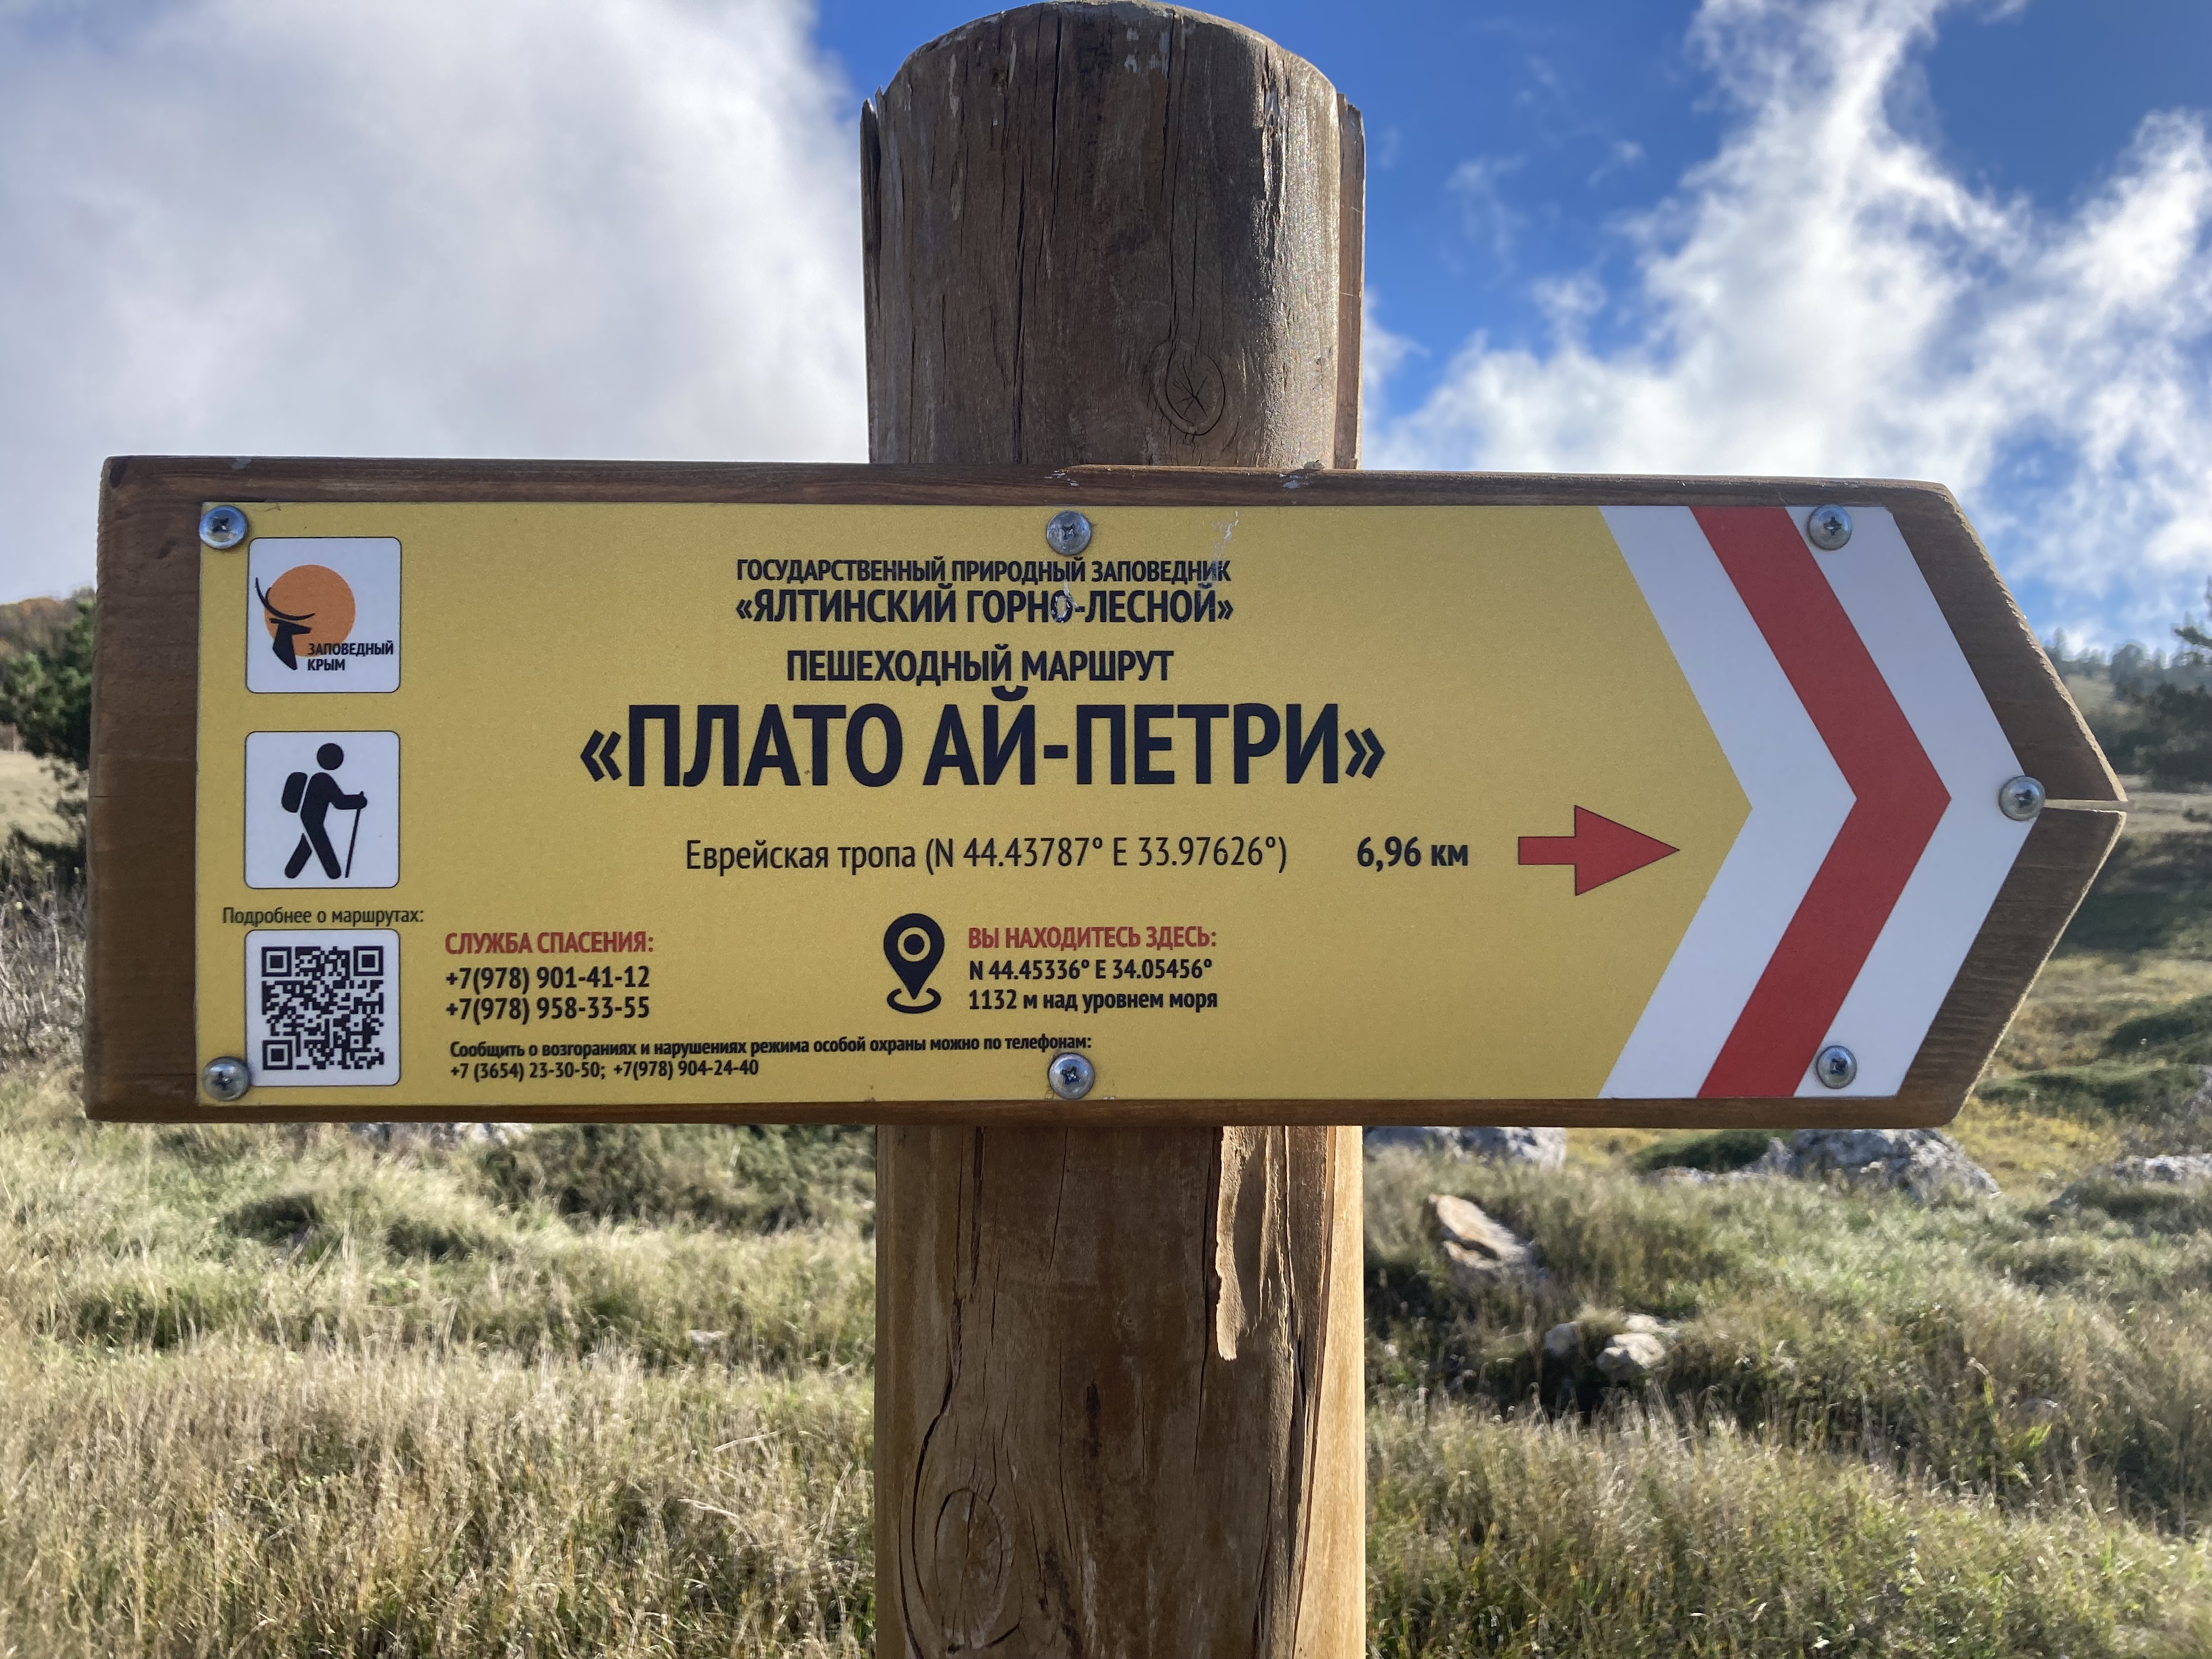 ЗАПОВЕДНЫЙ
КРЫМ
ГОСУДАРСТВЕННЫЙ ПРИРОДНЫЙ ЗАПОВЕДНИК
«ЯЛТИНСКИЙ ГОРНО-ЛЕСНОЙ»
ПЕШЕХОДНЫЙ МАРШРУТ
«ПЛАТО АЙ-ПЕТРИ»
Еврейская тропа (N 44.43787° E 33.97626°) 6,96 км
Подробнее о маршрутах:
СЛУЖБА СПАСЕНИЯ:
+7(978) 901-41-12
+7(978) 958-33-55
ВЫ НАХОДИТЕСЬ ЗДЕСЬ:
N 44.45336° E 34.05456°
1132 м над уровнем моря
Сообщить о возгораниях и нарушениях режима особой охраны можно по телефонам:
+7 (3654) 23-30-50; +7(978) 904-24-40